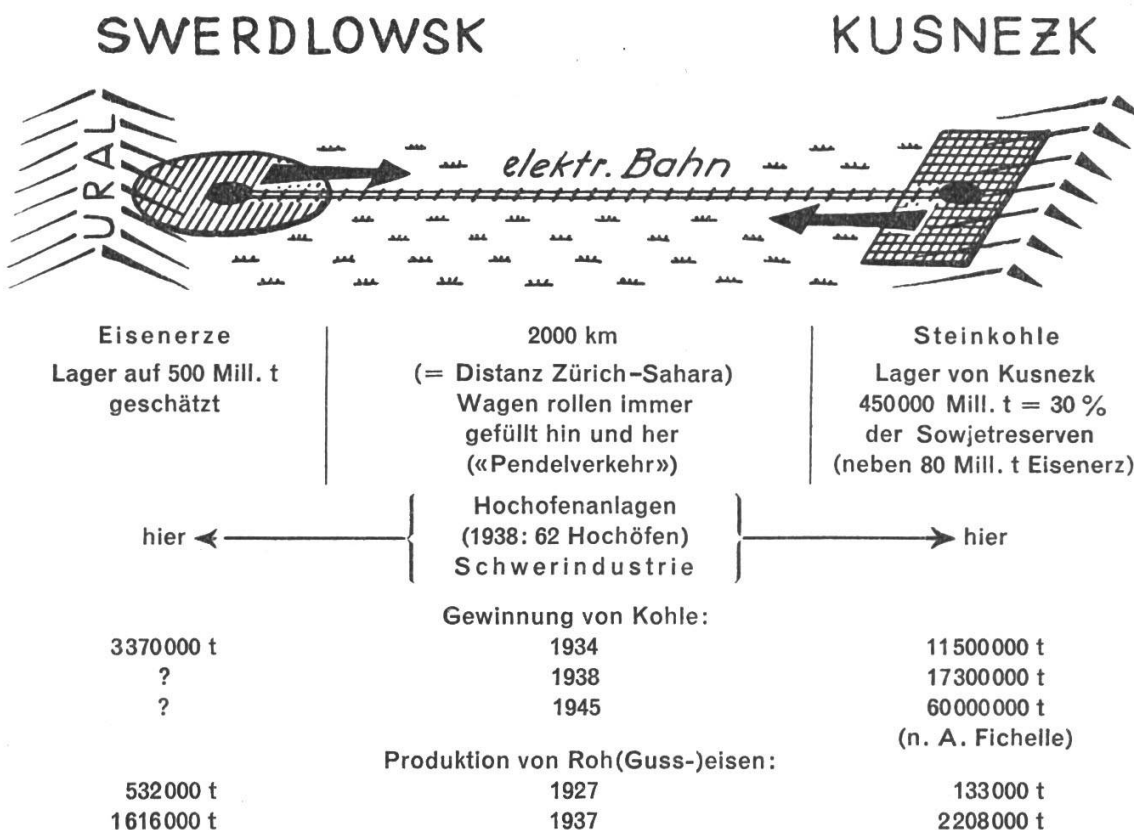 SWERDLOWSK KUSNEZK
URAL
elektr. Bahn
Eisenerze 2000 km Steinkohle
Lager auf 500 Mill. t (= Distanz Zürich–Sahara) Lager von Kusnezk
geschätzt Wagen rollen immer 450000 Mill. t = 30 %
gefüllt hin und her der Sowjetreserven
(«Pendelverkehr») (neben 80 Mill. t Eisenerz)
Hochofenanlagen
hier (1938: 62 Hochöfen) hier
Schwerindustrie
Gewinnung von Kohle:
3370000 t 1934 11500000 t
? 1938 17300000 t
? 1945 60000000 t
(n. A. Fichelle)
Produktion von Roh(Guss-)eisen:
532000 t 1927 133000 t
1616000 t 1937 2208000 t